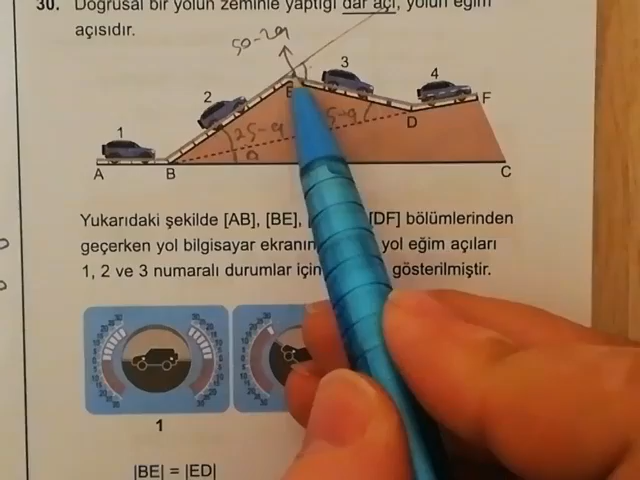 30. Doğrusal bir yolun zeminle yaptığı dar açı, yolun eğim
açısıdır.
50-2a
1
2
3
4
E
F
25-a
a
5-a
D
A
B
C
Yukarıdaki şekilde [AB], [BE], [DF] bölümlerinden
geçerken yol bilgisayar yol eğim açıları
1, 2 ve 3 numaralı durumlar için gösterilmiştir.
1
|BE| = |ED|